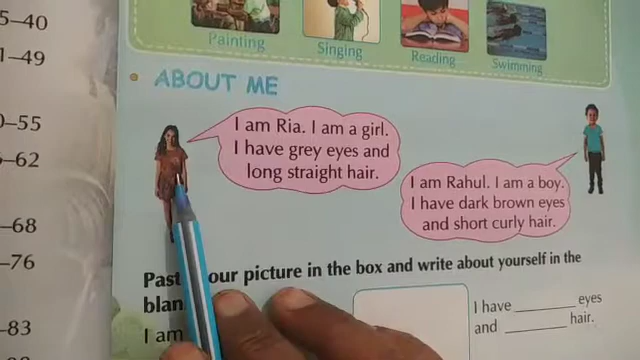 5–40
1–49
0–55
–62
–68
–76
–83
Painting
Singing
Reading
Swimming
ABOUT ME
I am Ria. I am a girl.
I have grey eyes and
long straight hair.
I am Rahul. I am a boy.
I have dark brown eyes
and short curly hair.
picture in the box and write about yourself in the
I am
I have ________ eyes
and ________ hair.